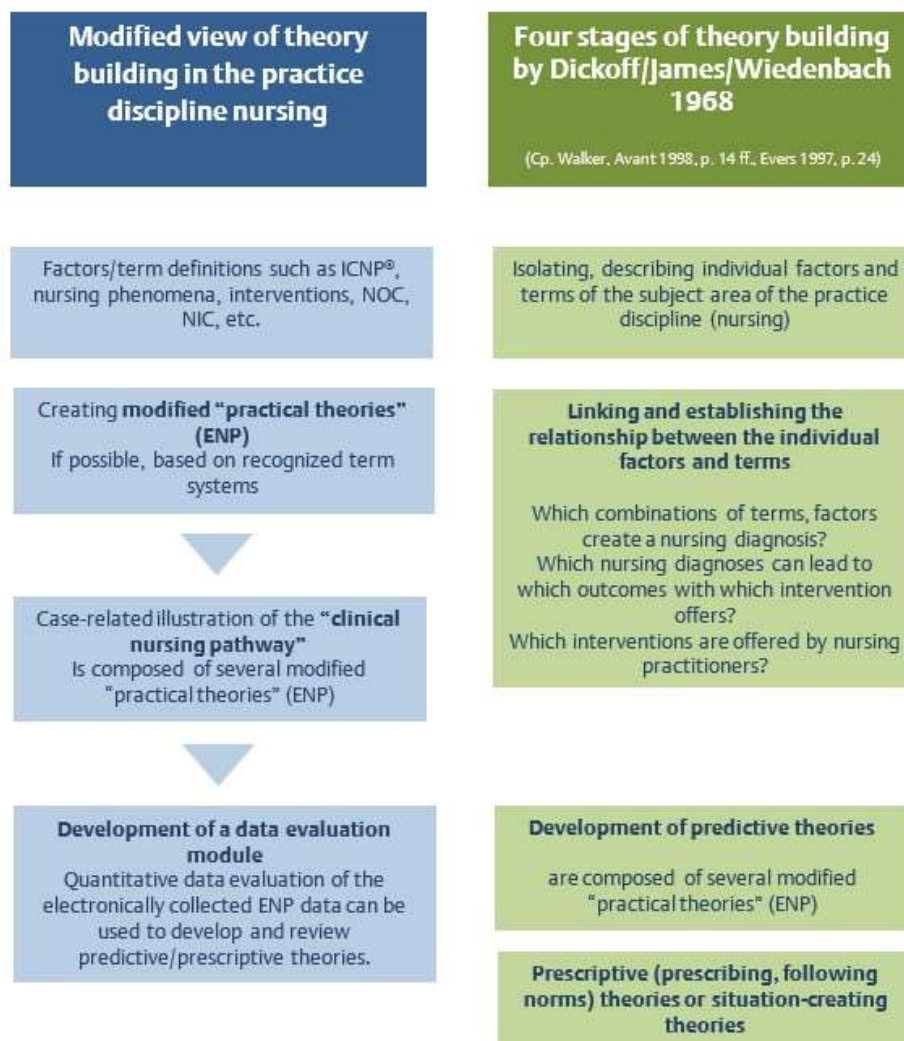 Modified view of theory
building in the practice
discipline nursing
Four stages of theory building
by Dickoff/James/Wiedenbach
1968
(Cp. Walker, Avant 1998, p. 14 ff., Evers 1997, p. 24)
Factors/term definitions such as ICNP®,
nursing phenomena, interventions, NOC,
NIC, etc.
Isolating, describing individual factors and
terms of the subject area of the practice
discipline (nursing)
Creating modified “practical theories”
(ENP)
If possible, based on recognized term
systems
Linking and establishing the
relationship between the individual
factors and terms
Which combinations of terms, factors
create a nursing diagnosis?
Which nursing diagnoses can lead to
which outcomes with which intervention
offers?
Which interventions are offered by nursing
practitioners?
Case-related illustration of the “clinical
nursing pathway”
Is composed of several modified
“practical theories” (ENP)
Development of a data evaluation
module
Quantitative data evaluation of the
electronically collected ENP data can be
used to develop and review
predictive/prescriptive theories.
Development of predictive theories
are composed of several modified
“practical theories” (ENP)
Prescriptive (prescribing, following
norms) theories or situation-creating
theories